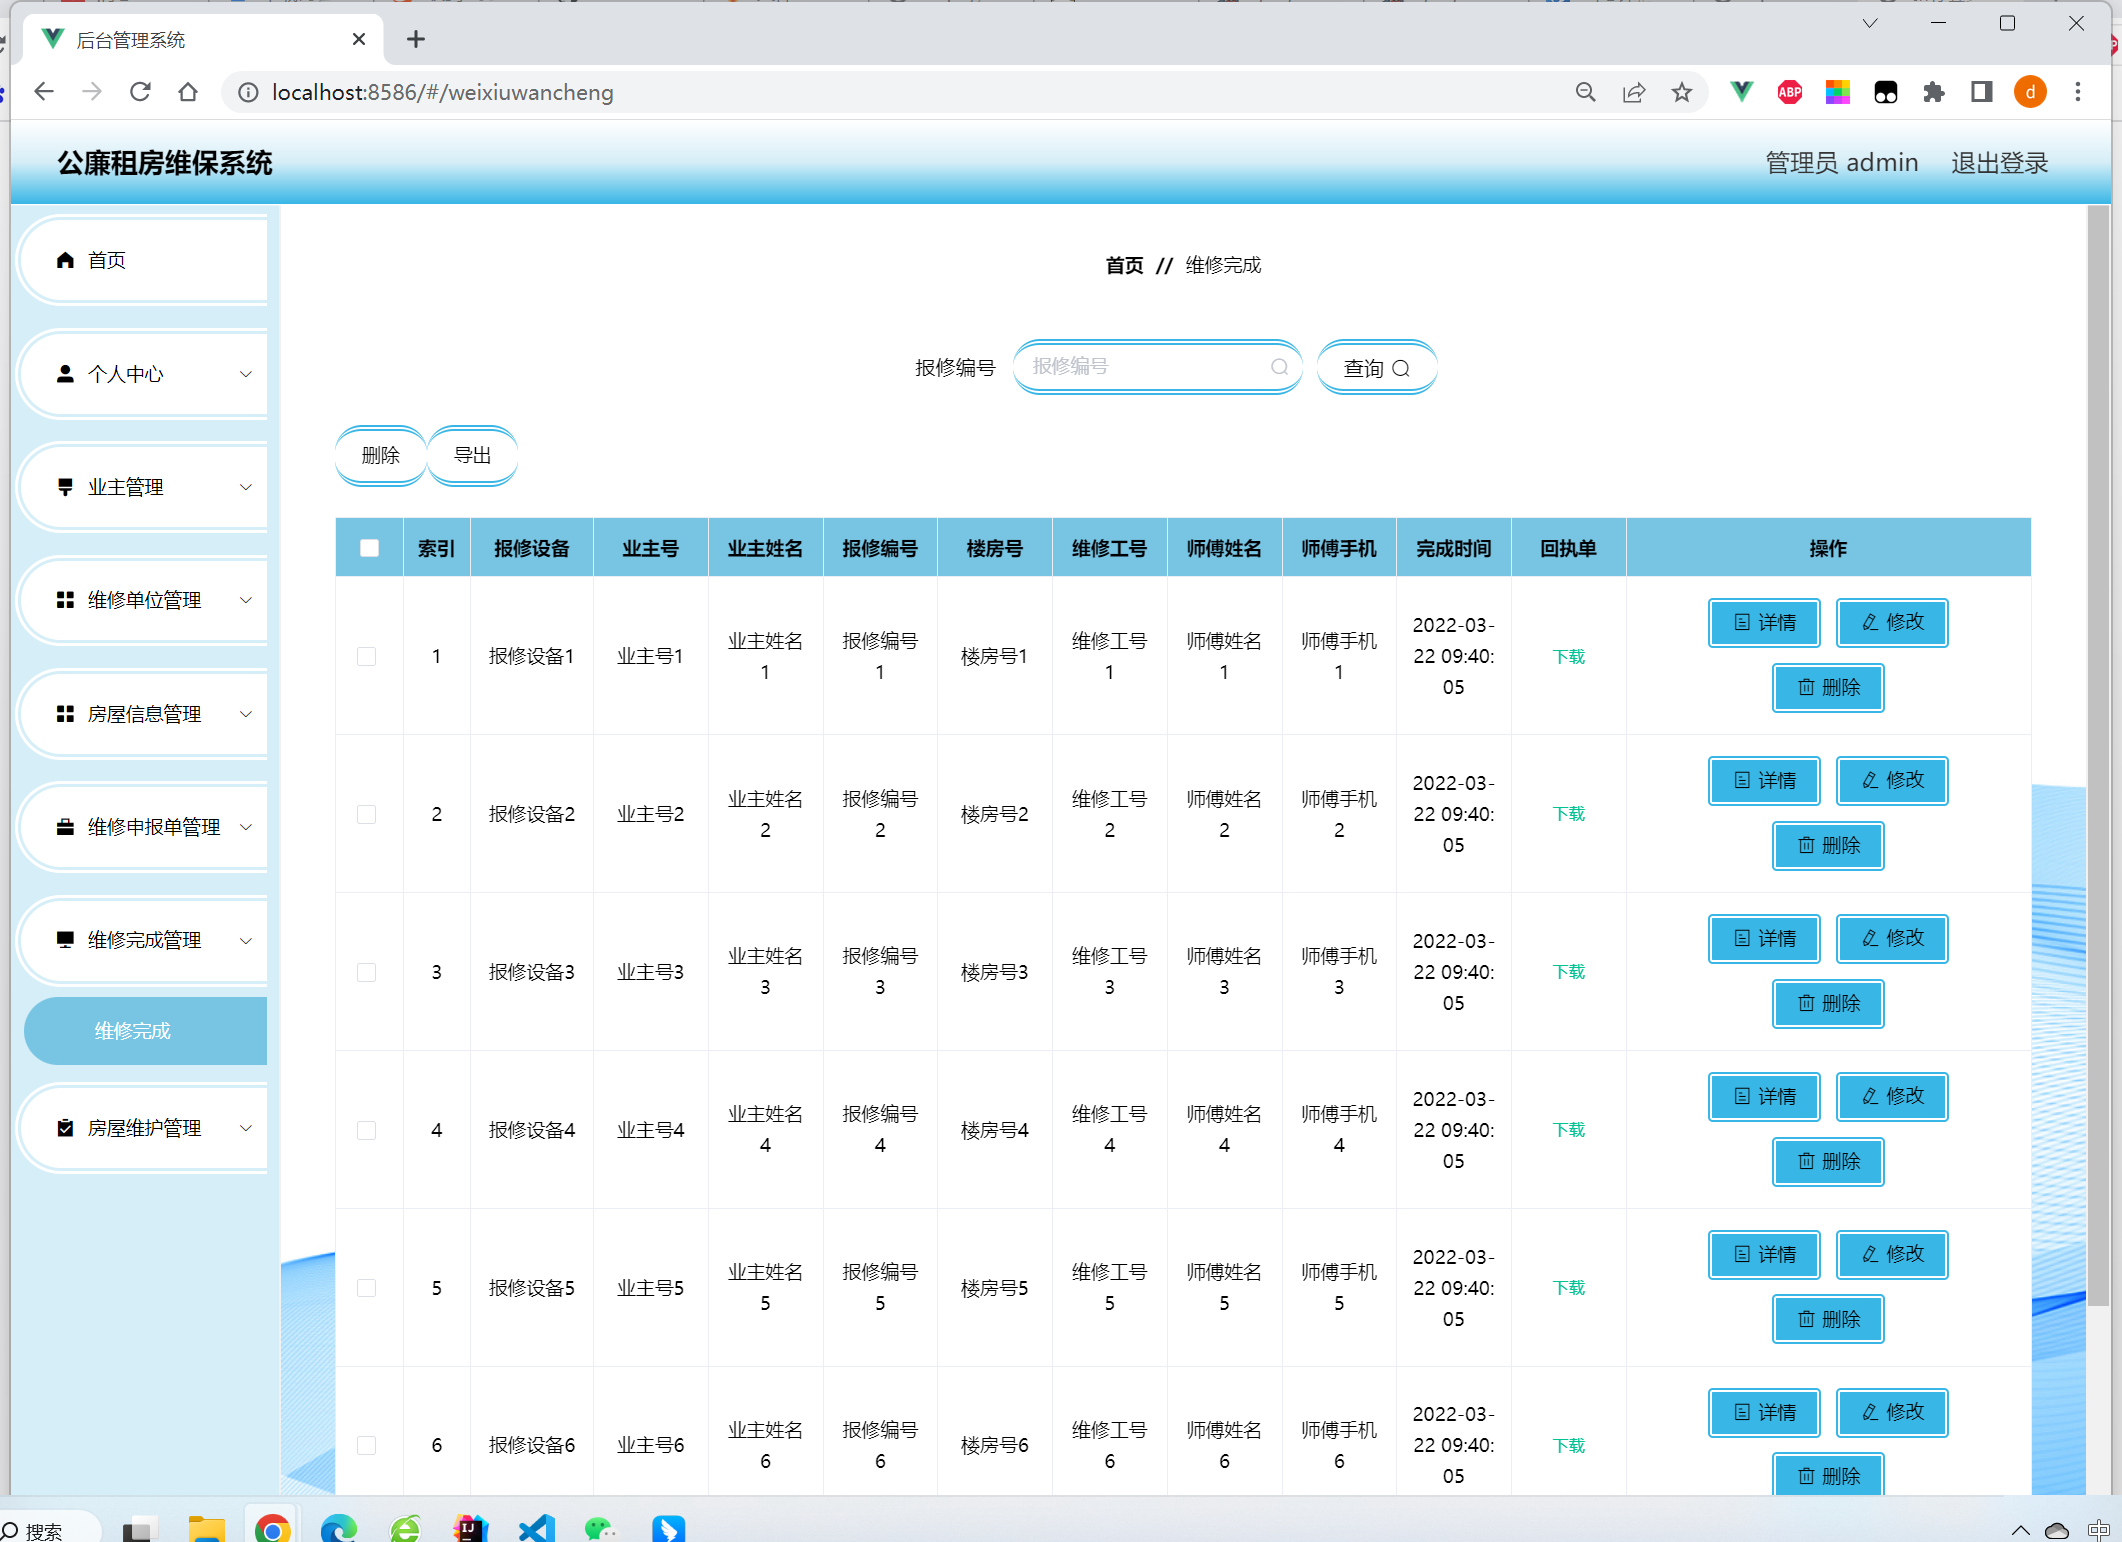 后台管理系统
localhost:8586/#/weixiuwancheng
ABP
d
公廉租房维保系统
管理员 admin 退出登录
首页
个人中心
业主管理
维修单位管理
房屋信息管理
维修申报单管理
维修完成管理
维修完成
房屋维护管理
首页 // 维修完成
报修编号 报修编号 查询
删除 导出
索引 报修设备 业主号 业主姓名 报修编号 楼房号 维修工号 师傅姓名 师傅手机 完成时间 回执单 操作
1 报修设备1 业主号1 业主姓名1 报修编号1 楼房号1 维修工号1 师傅姓名1 师傅手机1 2022-03-22 09:40:05 下载 详情 修改 删除
2 报修设备2 业主号2 业主姓名2 报修编号2 楼房号2 维修工号2 师傅姓名2 师傅手机2 2022-03-22 09:40:05 下载 详情 修改 删除
3 报修设备3 业主号3 业主姓名3 报修编号3 楼房号3 维修工号3 师傅姓名3 师傅手机3 2022-03-22 09:40:05 下载 详情 修改 删除
4 报修设备4 业主号4 业主姓名4 报修编号4 楼房号4 维修工号4 师傅姓名4 师傅手机4 2022-03-22 09:40:05 下载 详情 修改 删除
5 报修设备5 业主号5 业主姓名5 报修编号5 楼房号5 维修工号5 师傅姓名5 师傅手机5 2022-03-22 09:40:05 下载 详情 修改 删除
6 报修设备6 业主号6 业主姓名6 报修编号6 楼房号6 维修工号6 师傅姓名6 师傅手机6 2022-03-22 09:40:05 下载 详情 修改 删除
搜索
IJ
中